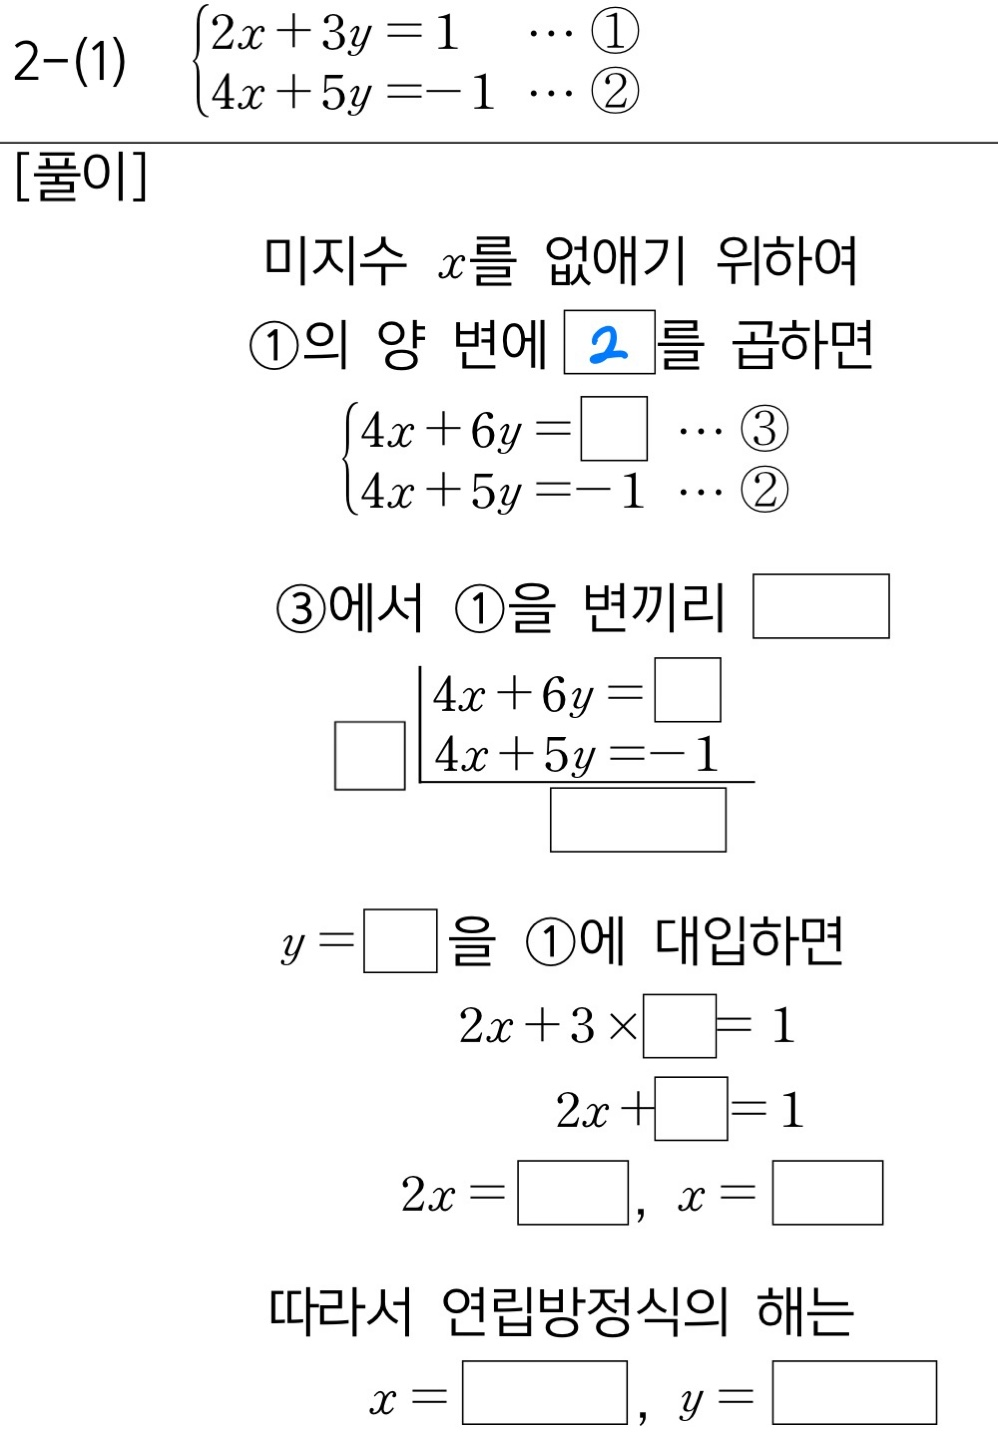 2-(1) 2x+3y=1 … ①
4x+5y=-1 … ②
[풀이]
미지수 x를 없애기 위하여
①의 양 변에 2 를 곱하면
4x+6y=□ … ③
4x+5y=-1 … ②
③에서 ①을 변끼리 □
4x+6y=□
□ 4x+5y=-1
□
y=□을 ①에 대입하면
2x+3×□=1
2x+□=1
2x=□, x=□
따라서 연립방정식의 해는
x=□, y=□